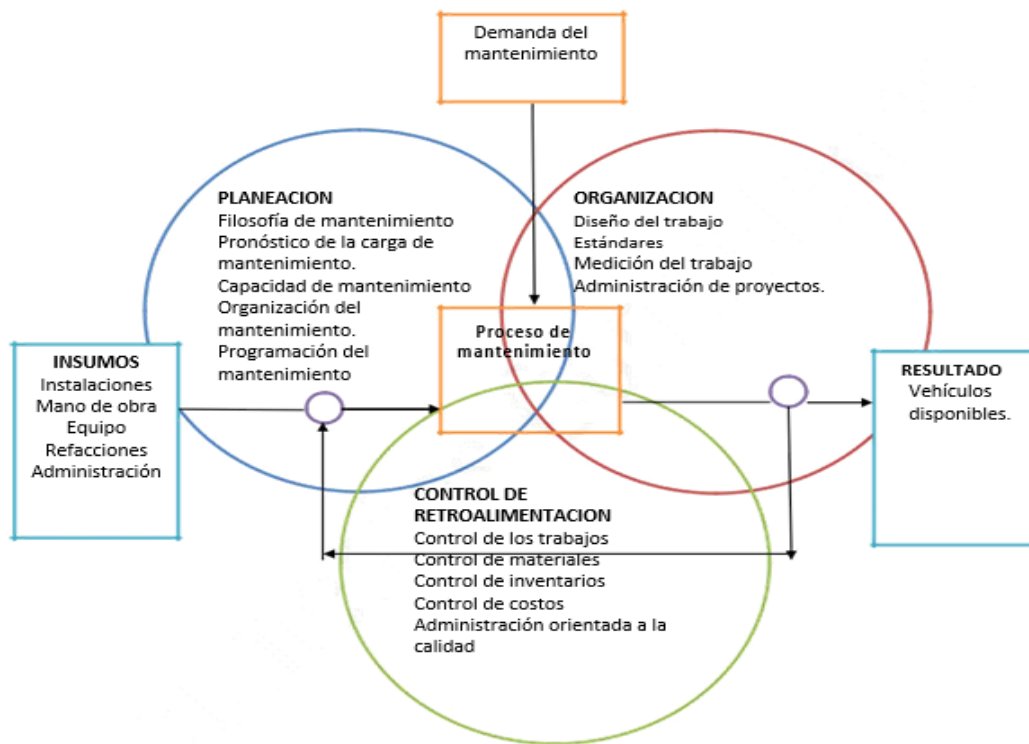 Demanda del
mantenimiento
PLANEACION
Filosofía de mantenimiento
Pronóstico de la carga de
mantenimiento.
Capacidad de mantenimiento
Organización del
mantenimiento.
Programación del
mantenimiento
ORGANIZACION
Diseño del trabajo
Estándares
Medición del trabajo
Administración de proyectos.
Proceso de
mantenimiento
INSUMOS
Instalaciones
Mano de obra
Equipo
Refacciones
Administración
RESULTADO
Vehículos
disponibles.
CONTROL DE
RETROALIMENTACION
Control de los trabajos
Control de materiales
Control de inventarios
Control de costos
Administración orientada a la
calidad